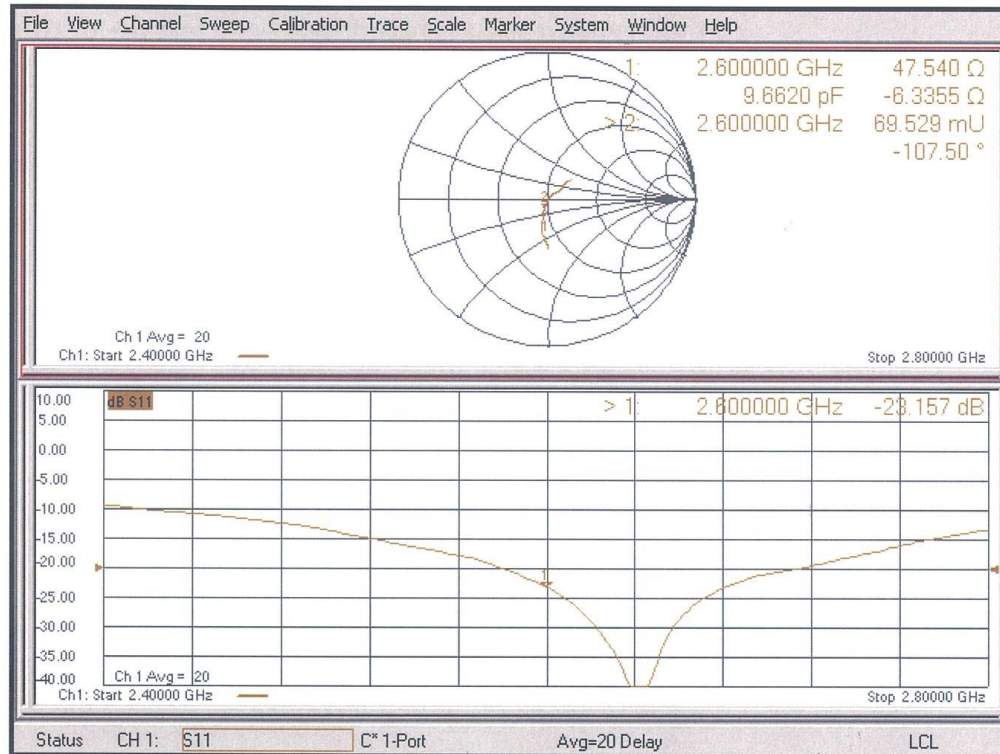 File View Channel Sweep Calibration Trace Scale Marker System Window Help
1: 2.600000 GHz 47.540 Ω
9.6620 pF -6.3355 Ω
> 2: 2.600000 GHz 69.529 mU
-107.50 °
2
1
Ch 1 Avg = 20
Ch1: Start 2.40000 GHz Stop 2.80000 GHz
10.00 dB S11 > 1: 2.600000 GHz -23.157 dB
5.00
0.00
-5.00
-10.00
-15.00
-20.00
1
-25.00
-30.00
-35.00
-40.00 Ch 1 Avg = 20
Ch1: Start 2.40000 GHz Stop 2.80000 GHz
Status CH 1: S11 C* 1-Port Avg=20 Delay LCL